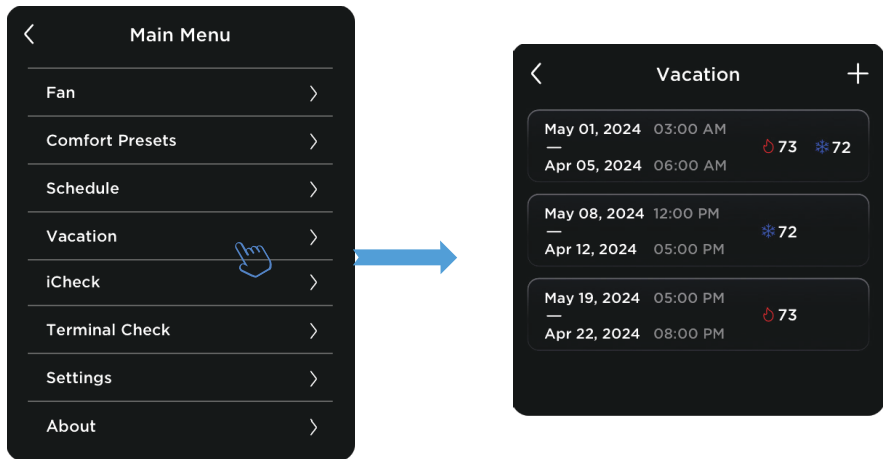 Main Menu
Fan
Comfort Presets
Schedule
Vacation
iCheck
Terminal Check
Settings
About
Vacation
May 01, 2024 03:00 AM
—
Apr 05, 2024 06:00 AM
73 72
May 08, 2024 12:00 PM
—
Apr 12, 2024 05:00 PM
72
May 19, 2024 05:00 PM
—
Apr 22, 2024 08:00 PM
73